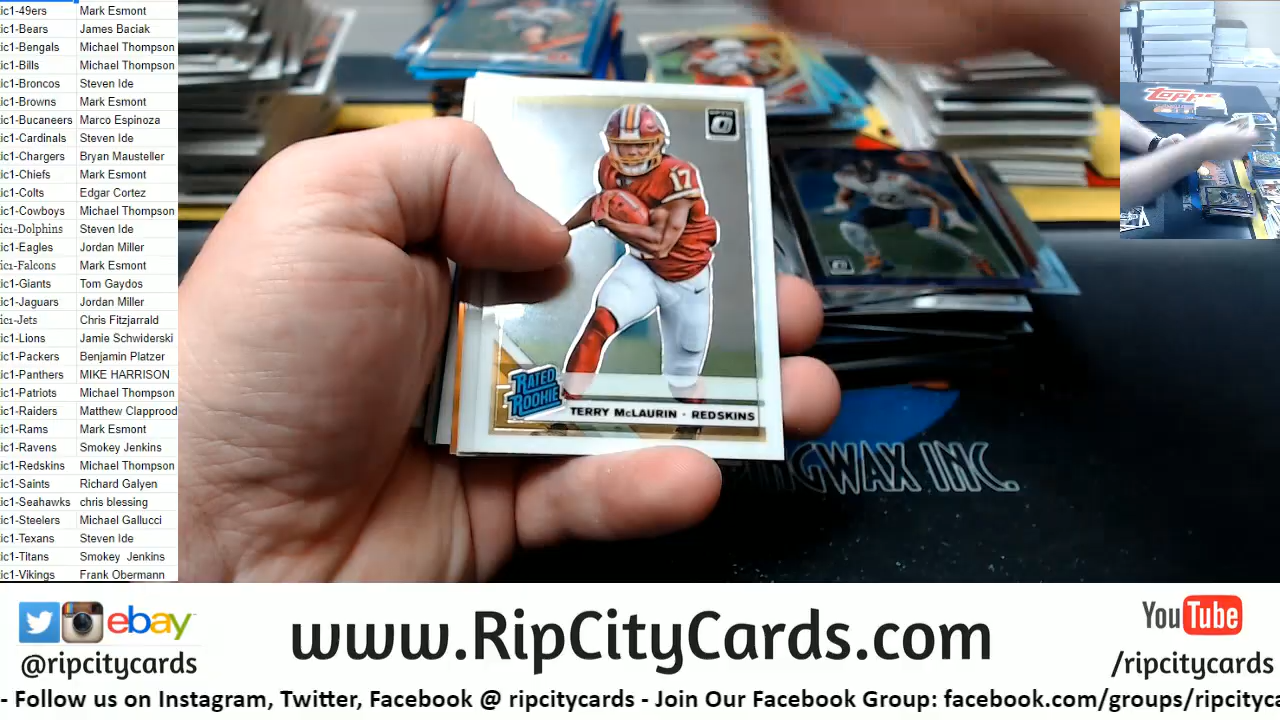 ic1-49ers Mark Esmont
ic1-Bears James Baciak
ic1-Bengals Michael Thompson
ic1-Bills Michael Thompson
ic1-Broncos Steven Ide
ic1-Browns Mark Esmont
ic1-Bucaneers Marco Espinoza
ic1-Cardinals Steven Ide
ic1-Chargers Bryan Mausteller
ic1-Chiefs Mark Esmont
ic1-Colts Edgar Cortez
ic1-Cowboys Michael Thompson
ic1-Dolphins Steven Ide
ic1-Eagles Jordan Miller
ic1-Falcons Mark Esmont
ic1-Giants Tom Gaydos
ic1-Jaguars Jordan Miller
ic1-Jets Chris Fitzjarrald
ic1-Lions Jamie Schwiderski
ic1-Packers Benjamin Platzer
ic1-Panthers MIKE HARRISON
ic1-Patriots Michael Thompson
ic1-Raiders Matthew Clapprood
ic1-Rams Mark Esmont
ic1-Ravens Smokey Jenkins
ic1-Redskins Michael Thompson
ic1-Saints Richard Galyen
ic1-Seahawks chris blessing
ic1-Steelers Michael Gallucci
ic1-Texans Steven Ide
ic1-Titans Smokey Jenkins
ic1-Vikings Frank Obermann
Topps
17
RATED
ROOKIE
TERRY McLAURIN · REDSKINS
NGWAX INC.
ebay
@ripcitycards
www.RipCityCards.com
YouTube
/ripcitycards
- Follow us on Instagram, Twitter, Facebook @ ripcitycards - Join Our Facebook Group: facebook.com/groups/ripcityca